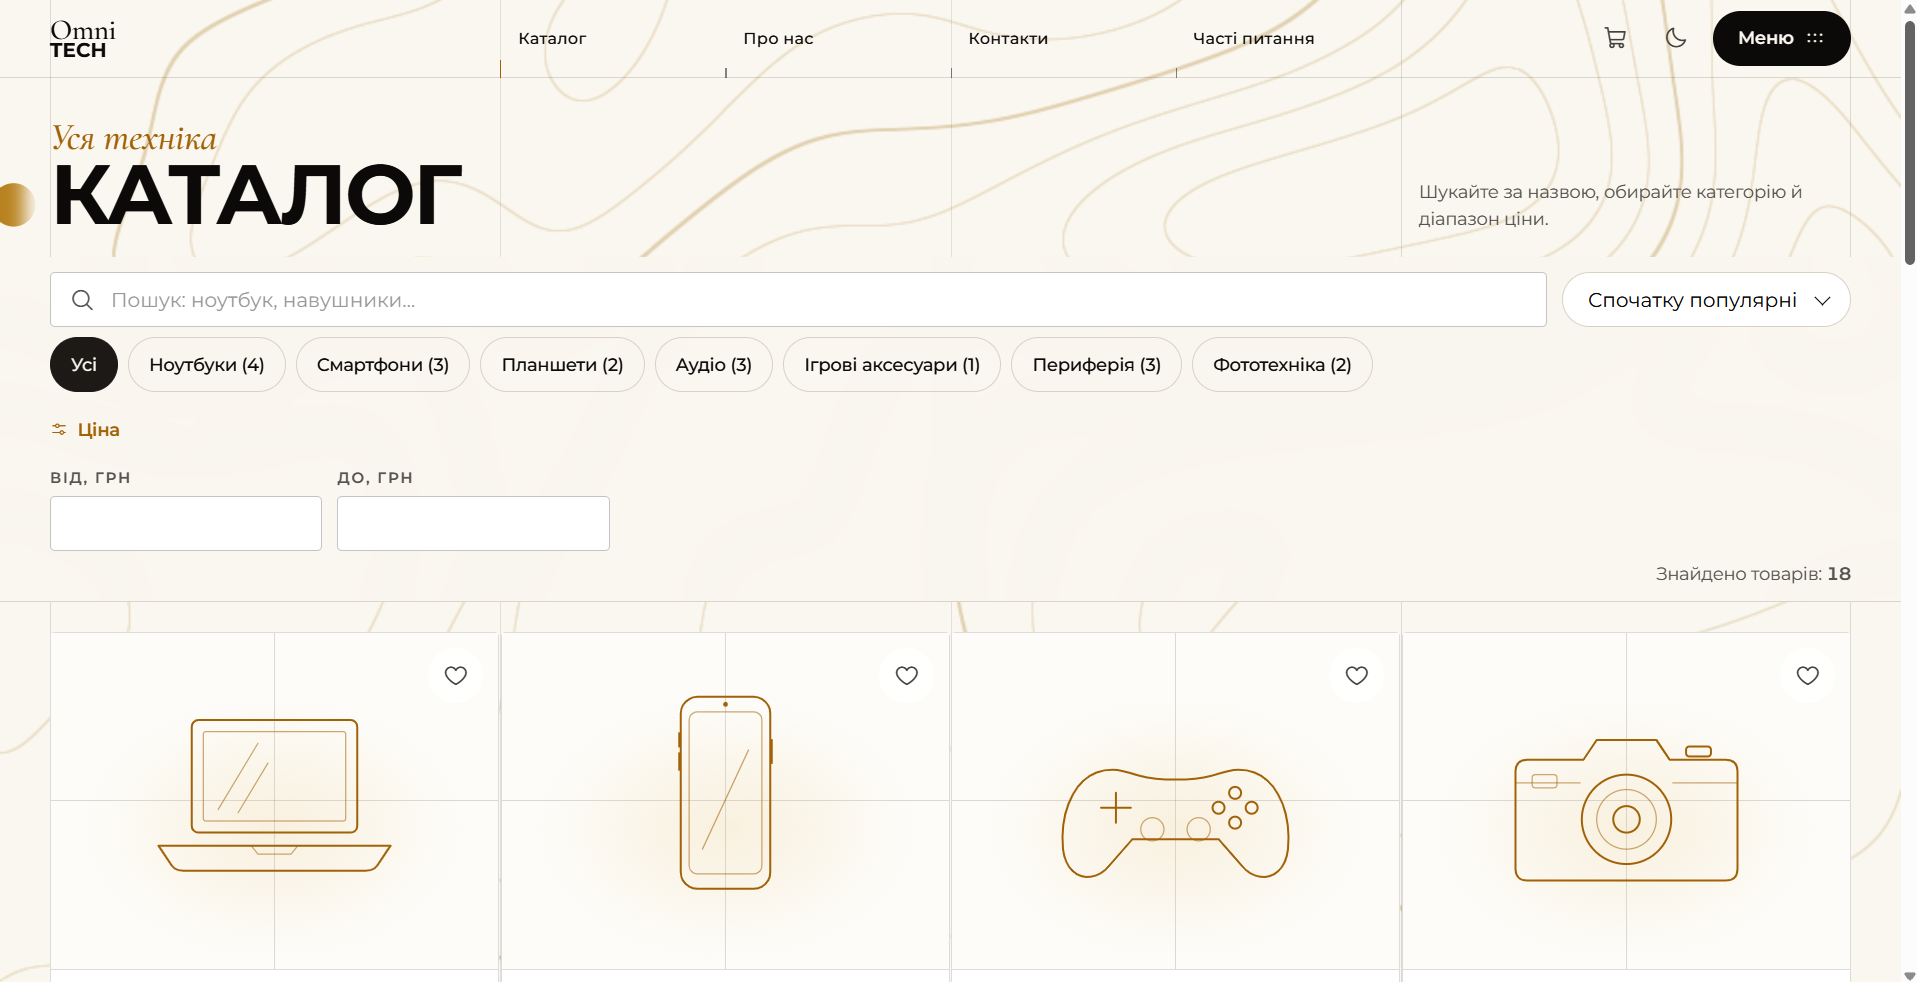 Omni
TECH
Каталог
Про нас
Контакти
Часті питання
Меню
Уся техніка
КАТАЛОГ
Шукайте за назвою, обирайте категорію й
діапазон ціни.
Пошук: ноутбук, навушники...
Спочатку популярні
Усі
Ноутбуки (4)
Смартфони (3)
Планшети (2)
Аудіо (3)
Ігрові аксесуари (1)
Периферія (3)
Фототехніка (2)
Ціна
ВІД, ГРН
ДО, ГРН
Знайдено товарів: 18